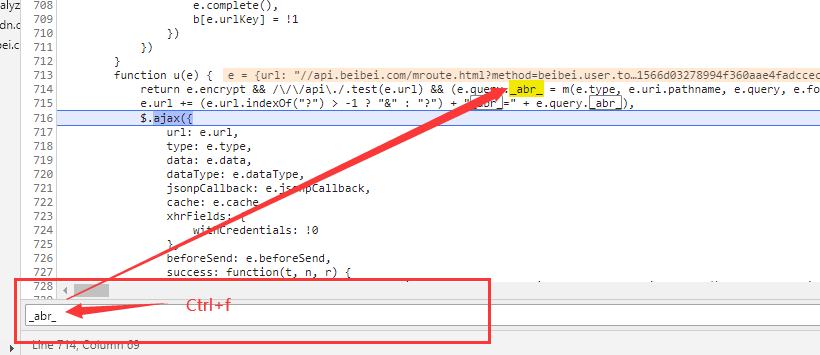 alyz
dn.c
bei.c
708 e.complete(),
709 b[e.urlKey] = !1
710 })
711 })
712 }
713 function u(e) { e = {url: "//api.beibei.com/mroute.html?method=beibei.user.to…1566d03278994f360aae4fadccec
714 return e.encrypt && /\/\/api\./.test(e.url) && (e.query._abr_ = m(e.type, e.uri.pathname, e.query, e.fo
715 e.url += (e.url.indexOf("?") > -1 ? "&" : "?") + "_abr_=" + e.query._abr_),
716 $.ajax({
717 url: e.url,
718 type: e.type,
719 data: e.data,
720 dataType: e.dataType,
721 jsonpCallback: e.jsonpCallback,
722 cache: e.cache,
723 xhrFields: {
724 withCredentials: !0
725 },
726 beforeSend: e.beforeSend,
727 success: function(t, n, r) {
728
Ctrl+f
_abr_
Line 714, Column 69